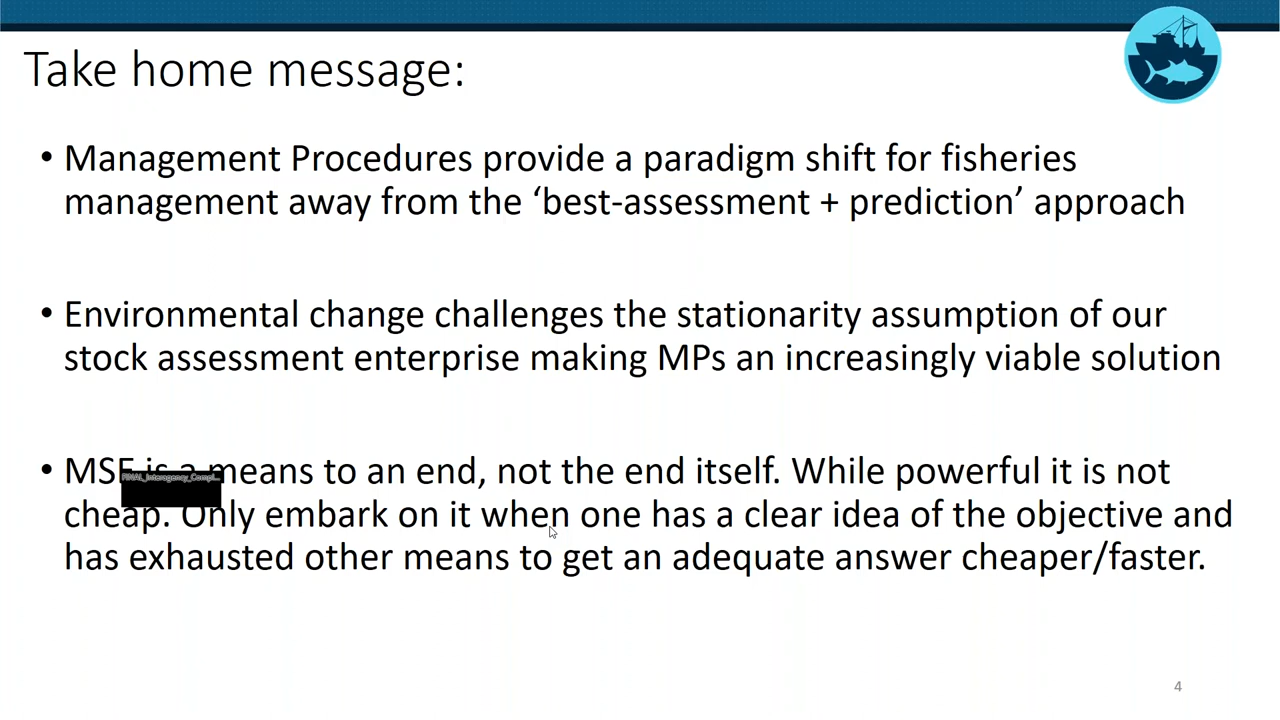 Take home message:
• Management Procedures provide a paradigm shift for fisheries
management away from the ‘best-assessment + prediction’ approach
• Environmental change challenges the stationarity assumption of our
stock assessment enterprise making MPs an increasingly viable solution
• MSE is a means to an end, not the end itself. While powerful it is not
FINAL_Interagency_Compl...
cheap. Only embark on it when one has a clear idea of the objective and
has exhausted other means to get an adequate answer cheaper/faster.
4